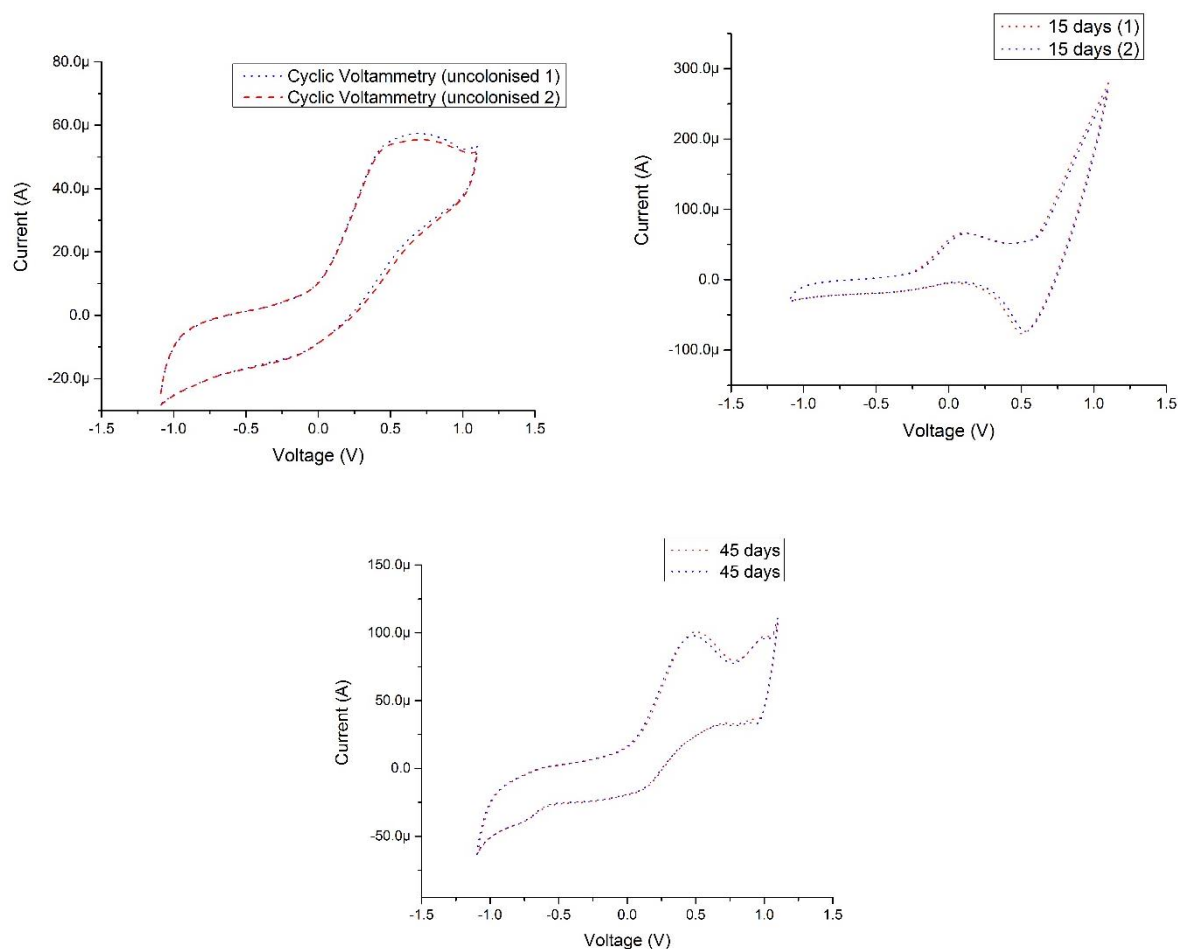 Cyclic Voltammetry (uncolonised 1)
Cyclic Voltammetry (uncolonised 2)
80.0µ
60.0µ
40.0µ
20.0µ
0.0
-20.0µ
Current (A)
-1.5 -1.0 -0.5 0.0 0.5 1.0 1.5
Voltage (V)
15 days (1)
15 days (2)
300.0µ
200.0µ
100.0µ
0.0
-100.0µ
Current (A)
-1.5 -1.0 -0.5 0.0 0.5 1.0 1.5
Voltage (V)
45 days
45 days
150.0µ
100.0µ
50.0µ
0.0
-50.0µ
Current (A)
-1.5 -1.0 -0.5 0.0 0.5 1.0 1.5
Voltage (V)